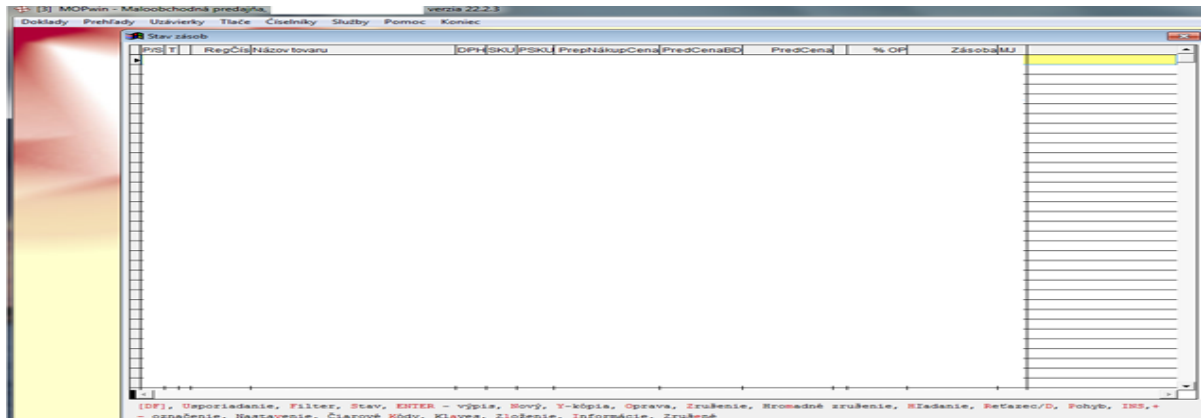 [3] MOPwin - Maloobchodná predajňa, verzia 22.2.3
Doklady Prehľady Uzávierky Tlače Číselníky Služby Pomoc Koniec
Stav zásob
P/S T RegČís Názov tovaru DPH SKU PSKU PrepNákupCena PredCenaBD PredCena % OP Zásoba MJ
[DF], Usporiadanie, Filter, Stav, ENTER - výpis, Nový, Y-kópia, Oprava, Zrušenie, Hromadné zrušenie, Hľadanie, Reťazec/D, Pohyb, INS,+
- označenie, Nastavenie, Čiarové Kódy, Klaves, Zloženie, Informácie, Zrušené